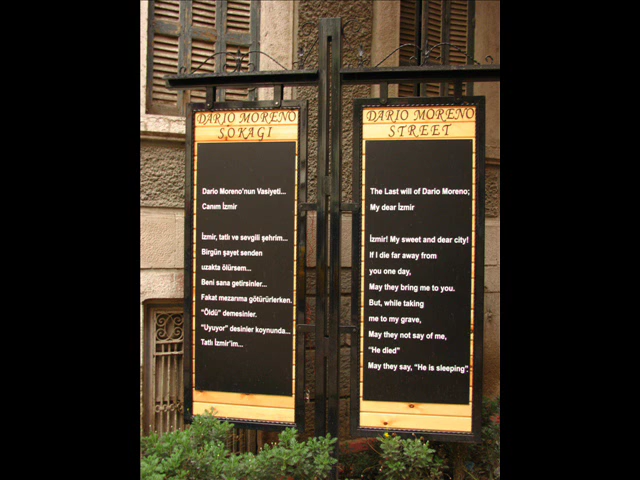 DARIO MORENO
SOKAGI
Dario Moreno'nun Vasiyeti...
Canım İzmir
İzmir, tatlı ve sevgili şehrim...
Birgün şayet senden
uzakta ölürsem...
Beni sana getirsinler...
Fakat mezarıma götürürlerken.
"Öldü" demesinler.
"Uyuyor" desinler koynunda...
Tatlı İzmir'im...
DARIO MORENO
STREET
The Last will of Dario Moreno;
My dear İzmir
İzmir! My sweet and dear city!
If I die far away from
you one day,
May they bring me to you.
But, while taking
me to my grave,
May they not say of me,
"He died"
May they say, "He is sleeping".